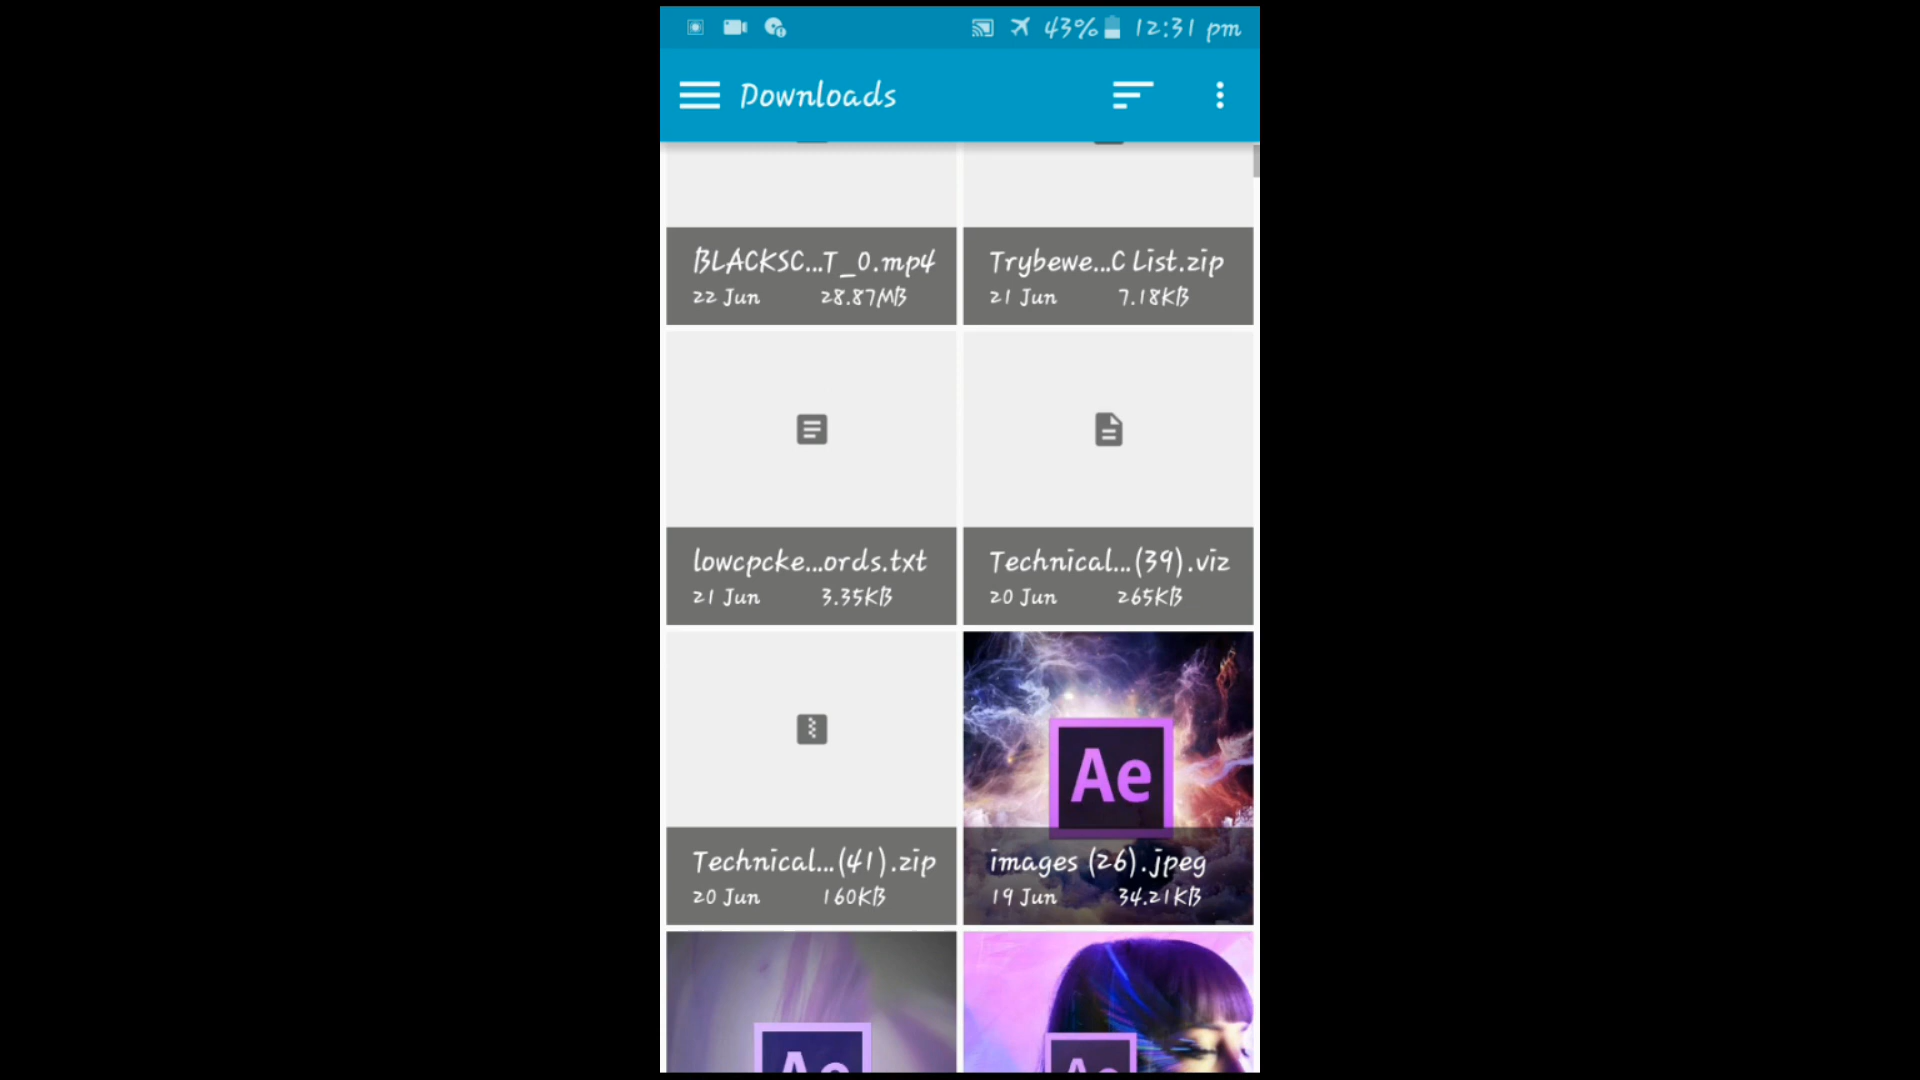 43% 12:31 pm
Downloads
BLACKSC...T_0.mp4
22 Jun 28.87MB
Trybewe...C List.zip
21 Jun 7.18KB
lowcpcke...ords.txt
21 Jun 3.35KB
Technical...(39).viz
20 Jun 265KB
Technical...(41).zip
20 Jun 160KB
Ae
images (26).jpeg
19 Jun 34.21KB
Ae
Ae